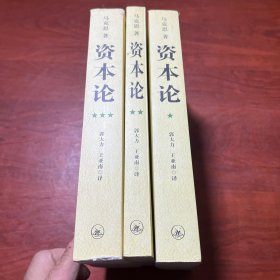 马克思 著
资本论
★★★
郭大力 王亚南 译
马克思 著
资本论
★★
郭大力 王亚南 译
马克思 著
资本论
★
郭大力 王亚南 译